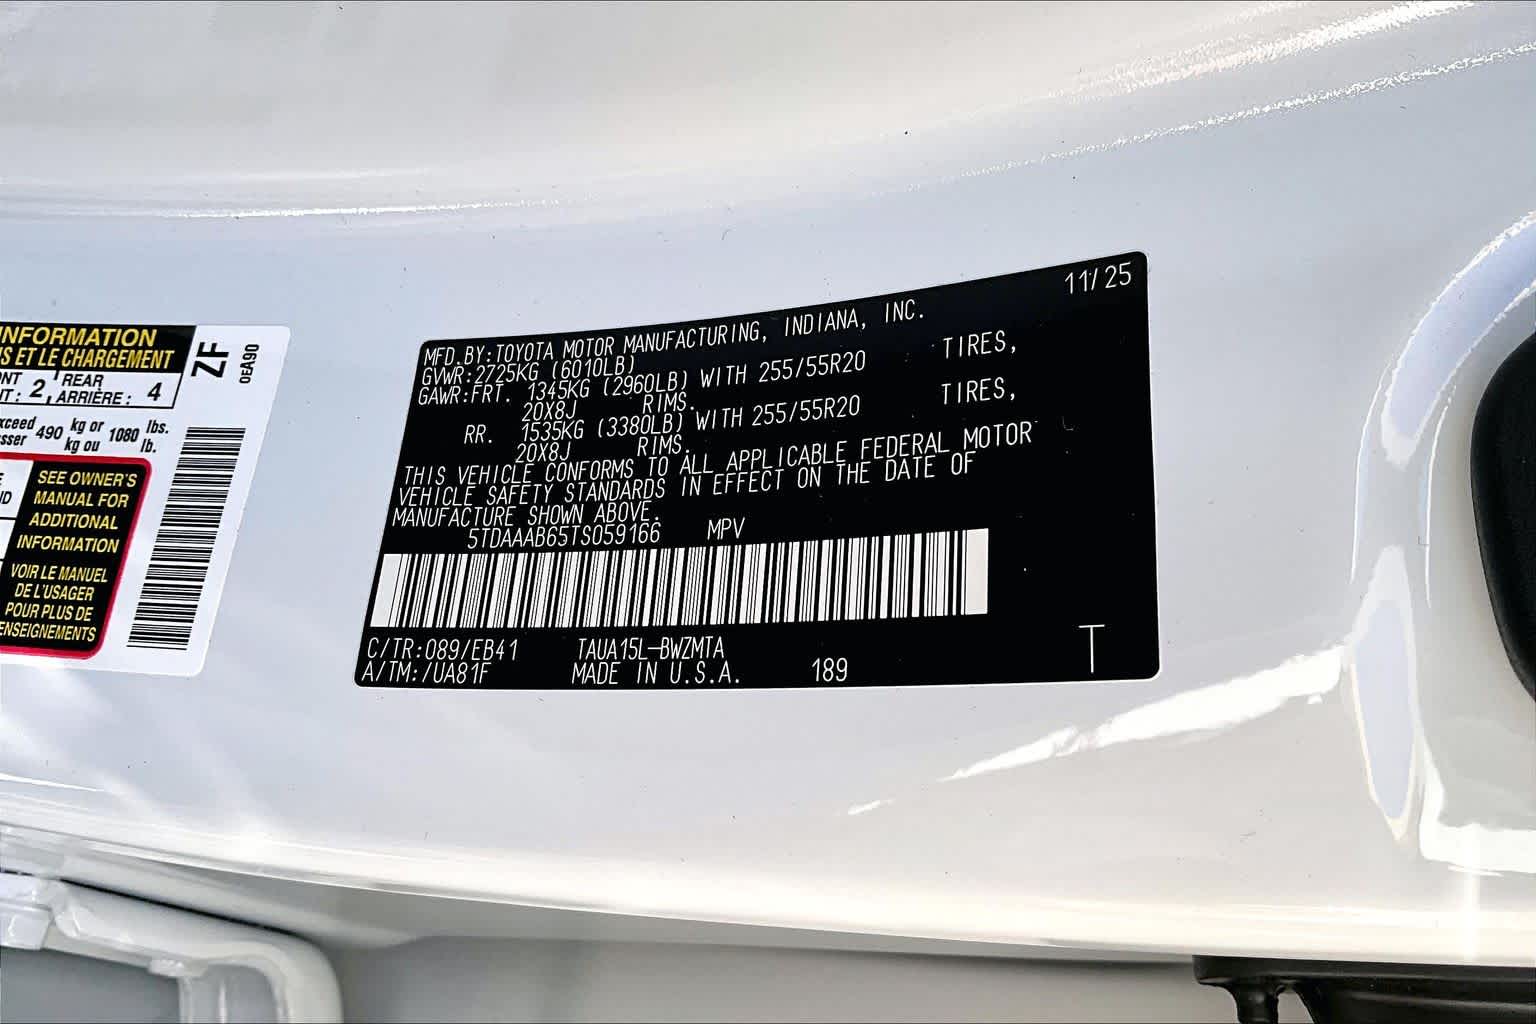 NFORMATION
S ET LE CHARGEMENT
NT 2, REAR
T: ARRIÈRE: 4
xceed 490 kg or 1080 lbs.
sser kg ou lb.
SEE OWNER'S
MANUAL FOR
ADDITIONAL
INFORMATION
VOIR LE MANUEL
DE L'USAGER
POUR PLUS DE
ENSEIGNEMENTS
ZF
0EA90
11/25
MFD.BY:TOYOTA MOTOR MANUFACTURING, INDIANA, INC.
GVWR:2725KG (6010LB)
GAWR:FRT. 1345KG (2960LB) WITH 255/55R20 TIRES,
20X8J RIMS.
RR. 1535KG (3380LB) WITH 255/55R20 TIRES,
20X8J RIMS.
THIS VEHICLE CONFORMS TO ALL APPLICABLE FEDERAL MOTOR
VEHICLE SAFETY STANDARDS IN EFFECT ON THE DATE OF
MANUFACTURE SHOWN ABOVE.
5TDAAAB65TS059166 MPV
C/TR:089/EB41 TAUA15L-BWZMTA
A/TM:/UA81F MADE IN U.S.A. 189 T